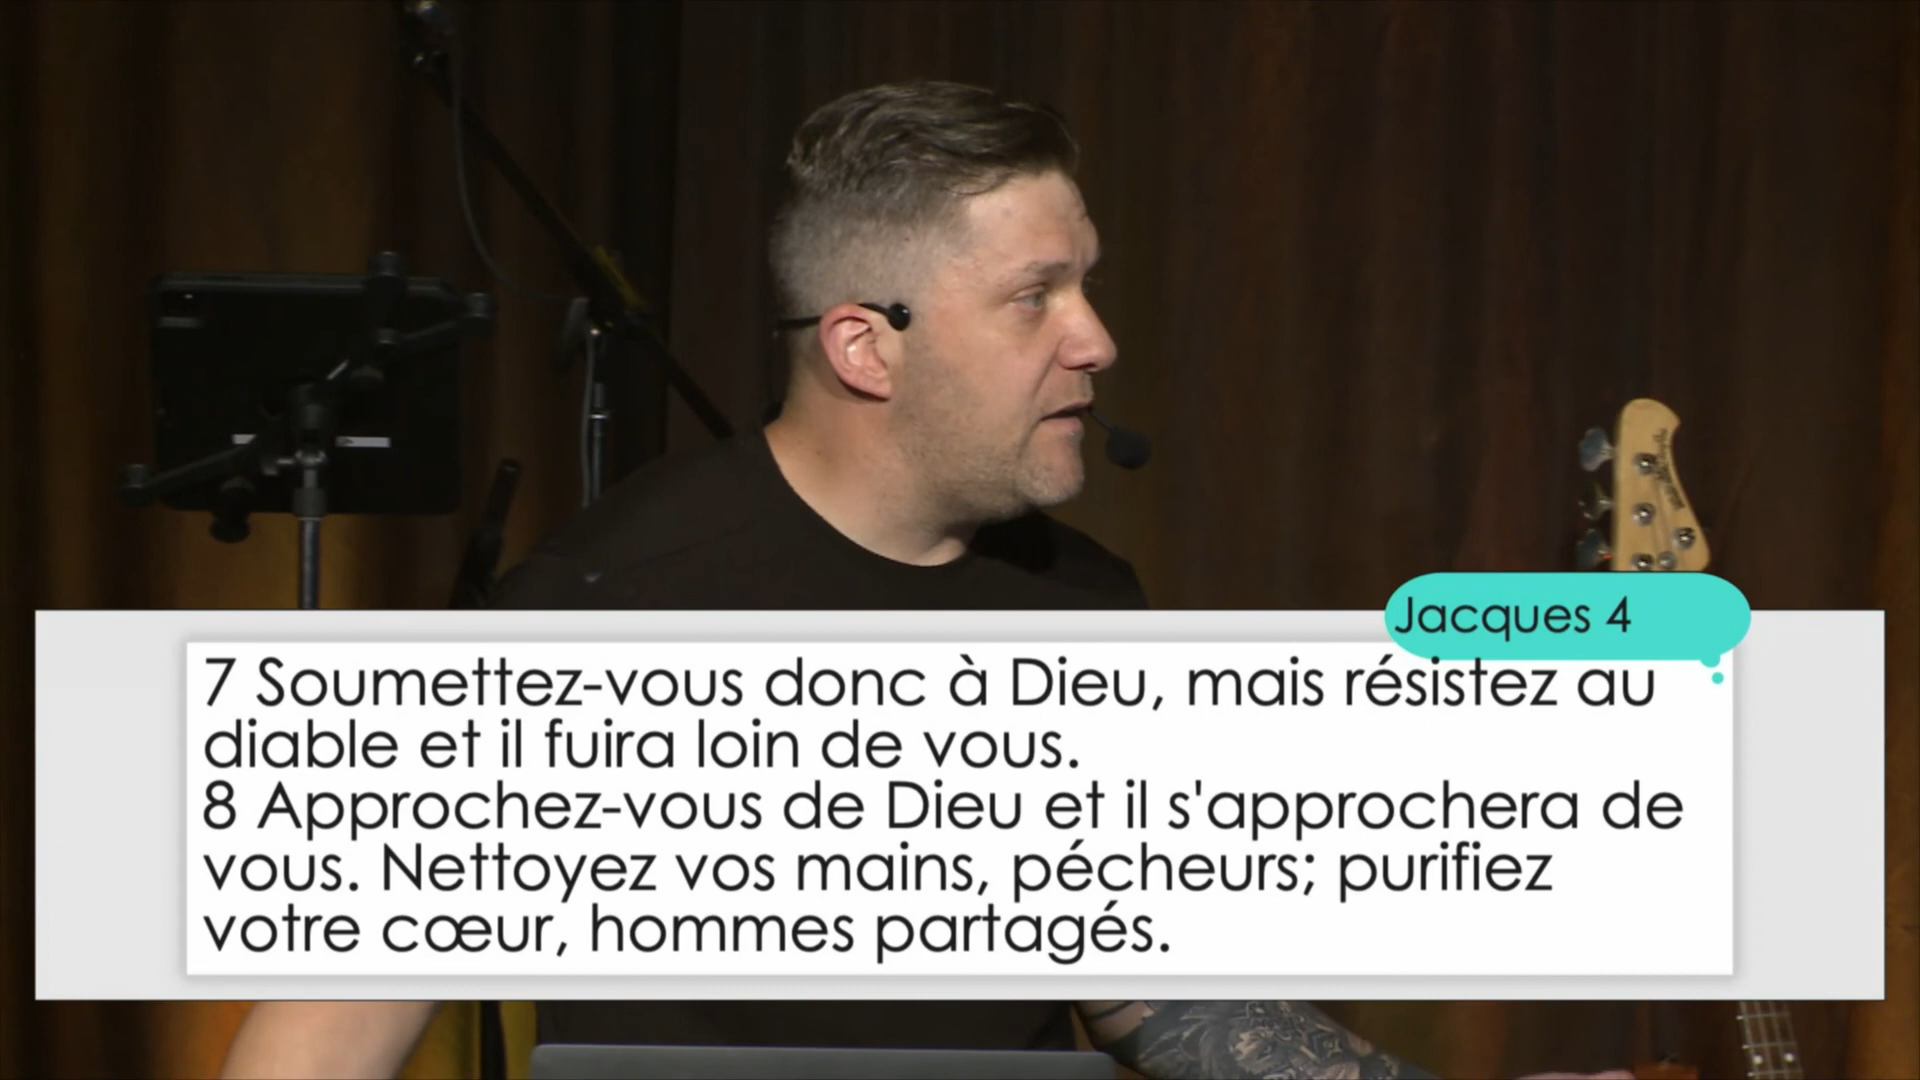 Jacques 4
7 Soumettez-vous donc à Dieu, mais résistez au
diable et il fuira loin de vous.
8 Approchez-vous de Dieu et il s'approchera de
vous. Nettoyez vos mains, pécheurs; purifiez
votre cœur, hommes partagés.